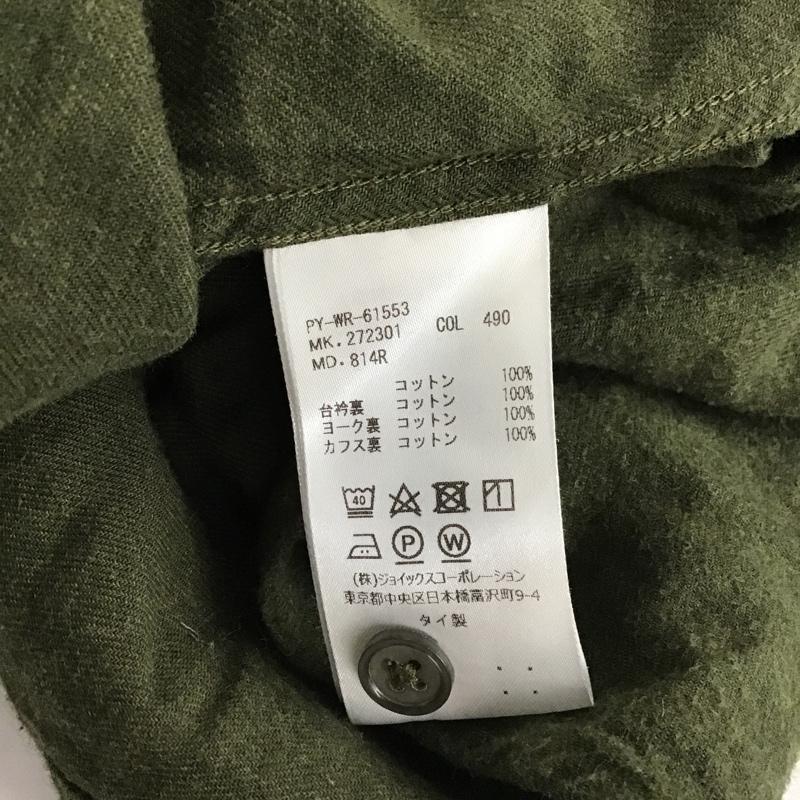 PY-WR-61553
MK.272301 COL 490
MD.814R
コットン 100%
台衿裏 コットン 100%
ヨーク裏 コットン 100%
カフス裏 コットン 100%
40
P W
(株)ジョイックスコーポレーション
東京都中央区日本橋富沢町9-4
タイ製